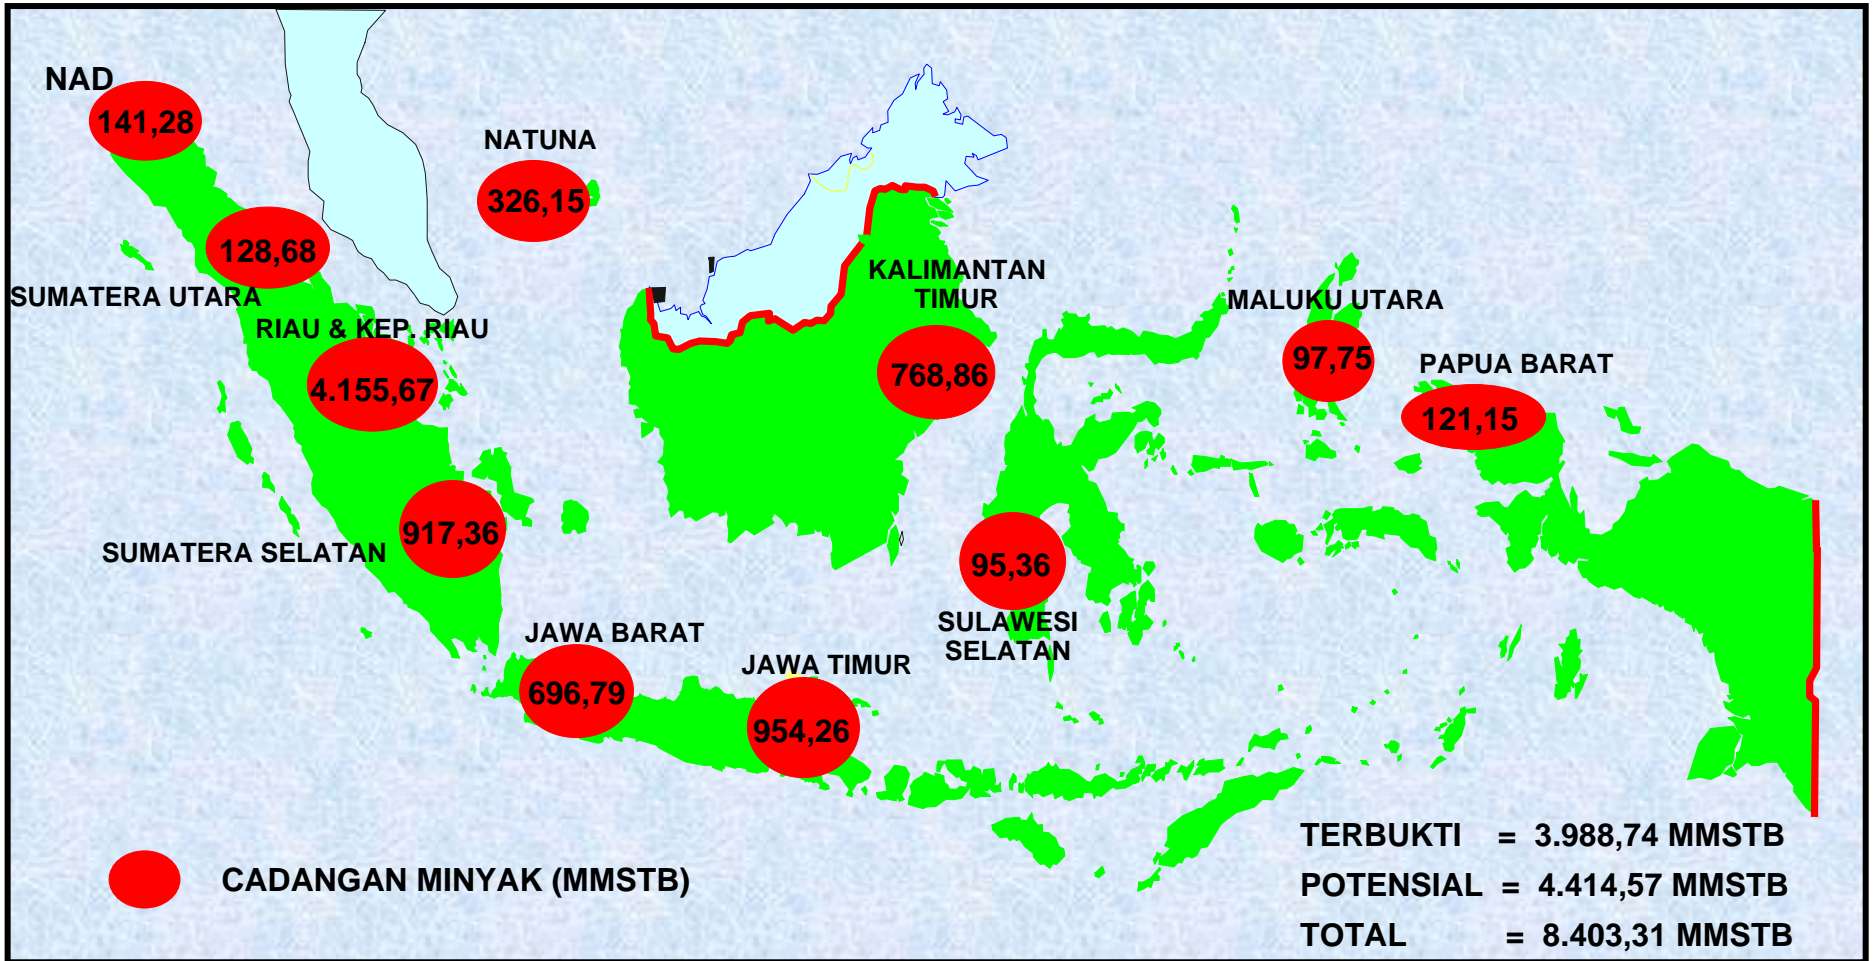 NAD
141,28
NATUNA
326,15
128,68
SUMATERA UTARA
RIAU & KEP. RIAU
4.155,67
KALIMANTAN
TIMUR
768,86
MALUKU UTARA
97,75
PAPUA BARAT
121,15
917,36
SUMATERA SELATAN
95,36
SULAWESI
SELATAN
JAWA BARAT
696,79
JAWA TIMUR
954,26
CADANGAN MINYAK (MMSTB)
TERBUKTI = 3.988,74 MMSTB
POTENSIAL = 4.414,57 MMSTB
TOTAL = 8.403,31 MMSTB